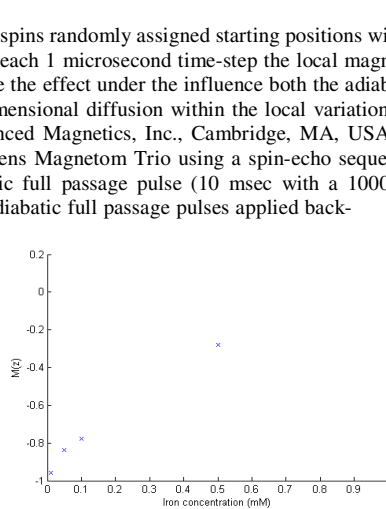 spins randomly assigned starting positions wi
each 1 microsecond time-step the local magn
e the effect under the influence both the adiab
mensional diffusion within the local variation
nced Magnetics, Inc., Cambridge, MA, USA
ens Magnetom Trio using a spin-echo seque
ic full passage pulse (10 msec with a 1000
diabatic full passage pulses applied back-
0.2
0
-0.2
-0.4
-0.6
-0.8
-1
M(z)
0 0.1 0.2 0.3 0.4 0.5 0.6 0.7 0.8 0.9
Iron concentration (mM)